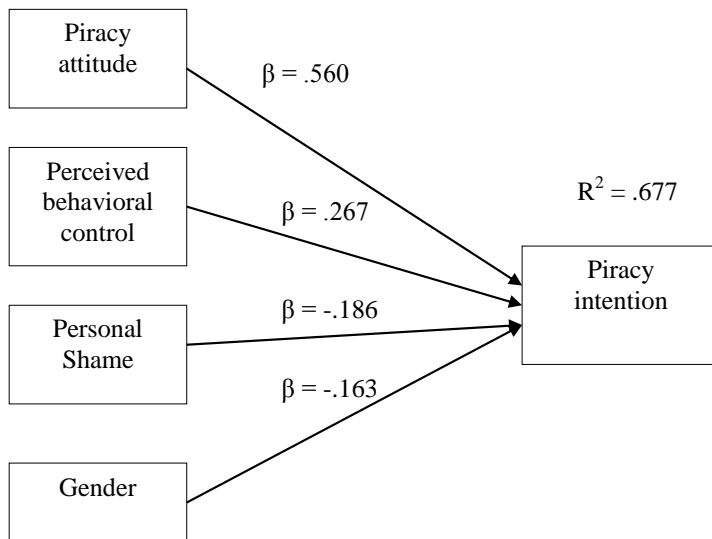 Piracy
attitude
β = .560
Perceived
behavioral
control
β = .267
R² = .677
Piracy
intention
Personal
Shame
β = -.186
β = -.163
Gender